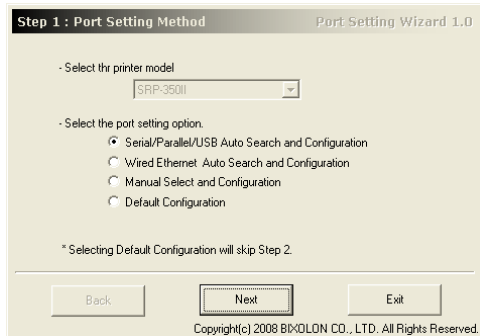 Step 1 : Port Setting Method Port Setting Wizard 1.0
- Select thr printer model
SRP-350II
- Select the port setting option.
Serial/Parallel/USB Auto Search and Configuration
Wired Ethernet Auto Search and Configuration
Manual Select and Configuration
Default Configuration
* Selecting Default Configuration will skip Step 2.
Back Next Exit
Copyright(c) 2008 BIXOLON CO., LTD. All Rights Reserved.